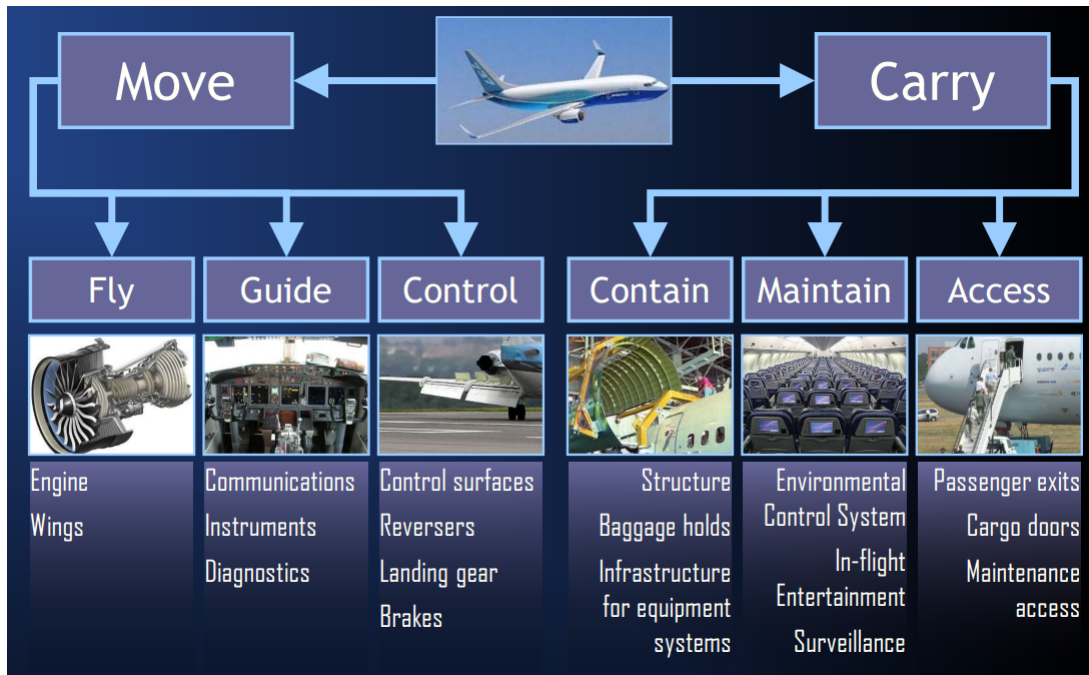 Move
Carry
Fly
Guide
Control
Contain
Maintain
Access
Engine
Wings
Communications
Instruments
Diagnostics
Control surfaces
Reversers
Landing gear
Brakes
Structure
Baggage holds
Infrastructure
for equipment
systems
Environmental
Control System
In-flight
Entertainment
Surveillance
Passenger exits
Cargo doors
Maintenance
access